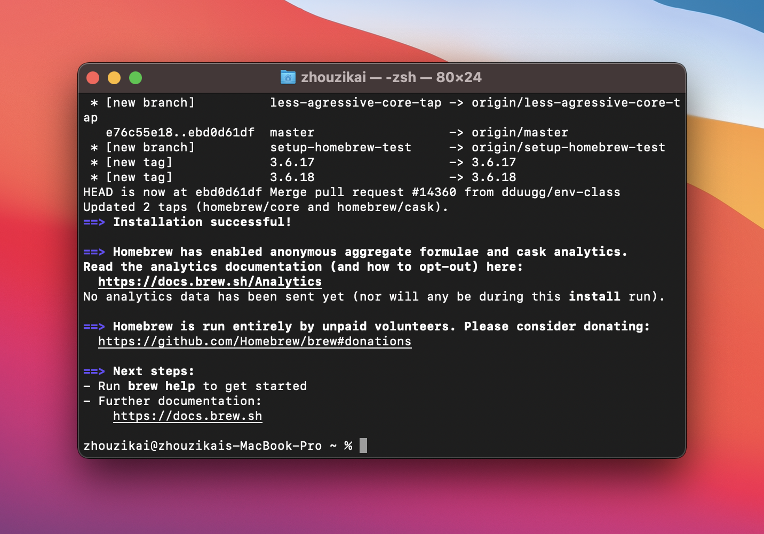 zhouzikai — -zsh — 80×24
* [new branch]          less-agressive-core-tap -> origin/less-agressive-core-t
ap
   e76c55e18..ebd0d61df  master                  -> origin/master
 * [new branch]          setup-homebrew-test     -> origin/setup-homebrew-test
 * [new tag]             3.6.17                  -> 3.6.17
 * [new tag]             3.6.18                  -> 3.6.18
HEAD is now at ebd0d61df Merge pull request #14360 from dduugg/env-class
Updated 2 taps (homebrew/core and homebrew/cask).
==> Installation successful!
==> Homebrew has enabled anonymous aggregate formulae and cask analytics.
Read the analytics documentation (and how to opt-out) here:
  https://docs.brew.sh/Analytics
No analytics data has been sent yet (nor will any be during this install run).
==> Homebrew is run entirely by unpaid volunteers. Please consider donating:
  https://github.com/Homebrew/brew#donations
==> Next steps:
- Run brew help to get started
- Further documentation:
    https://docs.brew.sh
zhouzikai@zhouzikais-MacBook-Pro ~ %